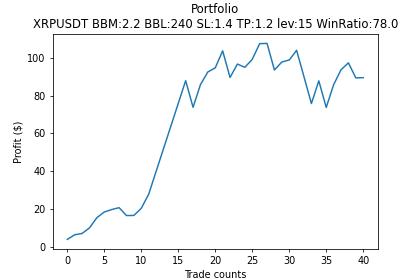 Portfolio
XRPUSDT BBM:2.2 BBL:240 SL:1.4 TP:1.2 lev:15 WinRatio:78.0
Profit ($)
100
80
60
40
20
0
0 5 10 15 20 25 30 35 40
Trade counts